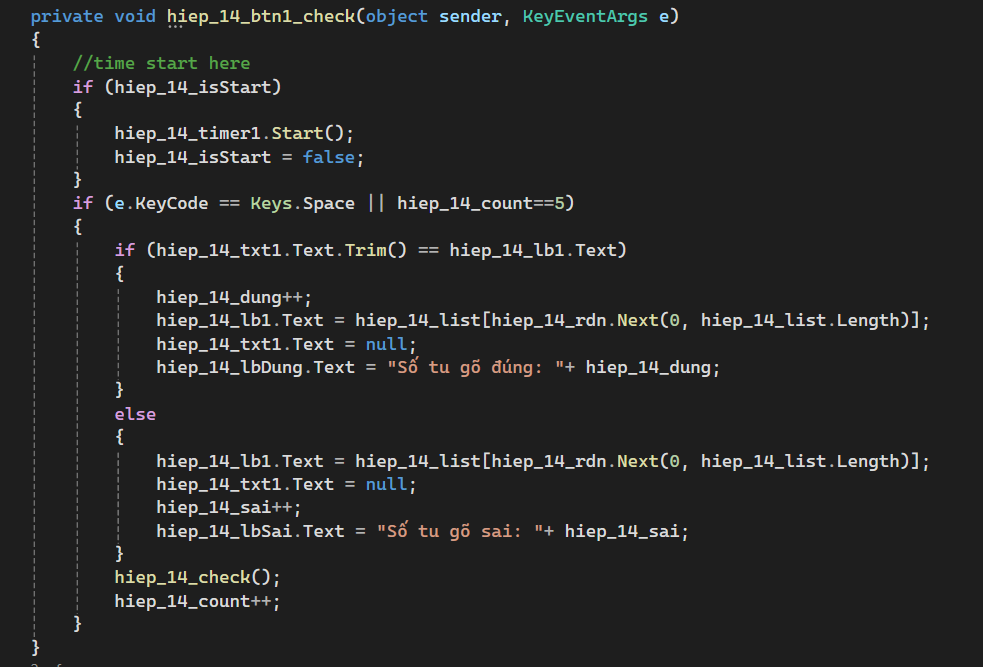 private void hiep_14_btn1_check(object sender, KeyEventArgs e)
{
//time start here
if (hiep_14_isStart)
{
hiep_14_timer1.Start();
hiep_14_isStart = false;
}
if (e.KeyCode == Keys.Space || hiep_14_count==5)
{
if (hiep_14_txt1.Text.Trim() == hiep_14_lb1.Text)
{
hiep_14_dung++;
hiep_14_lb1.Text = hiep_14_list[hiep_14_rdn.Next(0, hiep_14_list.Length)];
hiep_14_txt1.Text = null;
hiep_14_lbDung.Text = "Số tu gõ đúng: "+ hiep_14_dung;
}
else
{
hiep_14_lb1.Text = hiep_14_list[hiep_14_rdn.Next(0, hiep_14_list.Length)];
hiep_14_txt1.Text = null;
hiep_14_sai++;
hiep_14_lbSai.Text = "Số tu gõ sai: "+ hiep_14_sai;
}
hiep_14_check();
hiep_14_count++;
}
}